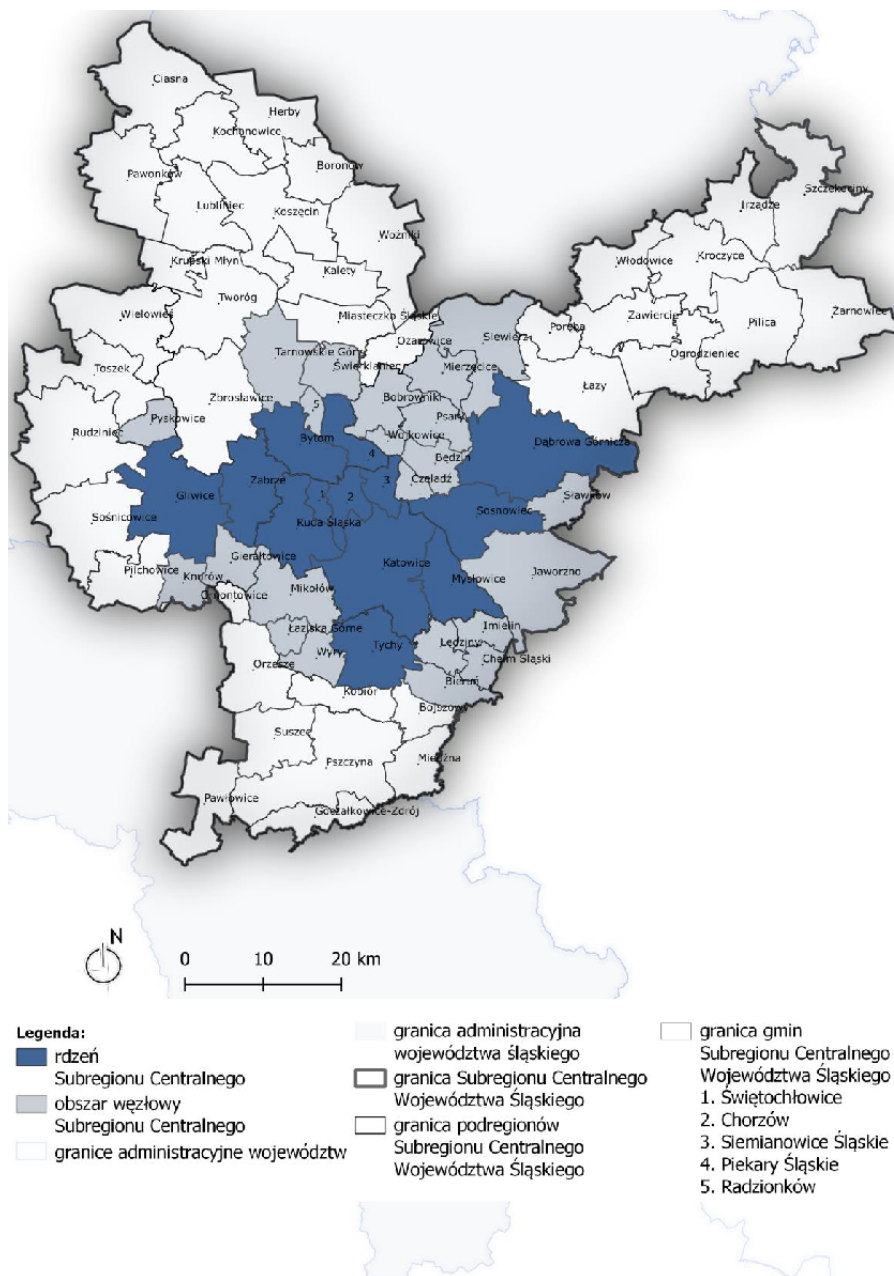 Ciasna
Herby
Kochanowice
Boronów
Pawonków
Szczekociny
Lubliniec
Koszęcin
Irządze
Woźniki
Kroczyce
Włodowice
Krupski Młyn
Kalety
Tworóg
Wielowieś
Miasteczko Śląskie
Żarnowiec
Zawiercie
Pilica
Poręba
Ożarowice
Siewierz
Tarnowskie Góry
Ogrodzieniec
Świerklaniec
Mierzęcice
Toszek
Łazy
Zbrosławice
Bobrowniki
5
Psary
Pyskowice
Rudziniec
Wojkowice
Bytom
Dąbrowa Górnicza
4
Będzin
Czeladź
Zabrze
3
Gliwice
1
2
Sławków
Sośnicowice
Sosnowiec
Ruda Śląska
Gierałtowice
Katowice
Pilchowice
Knurów
Mysłowice
Jaworzno
Mikołów
Ornontowice
Imielin
Łaziska Górne
Tychy
Lędziny
Wyry
Chełm Śląski
Orzesze
Bieruń
Kobiór
Bojszowy
Suszec
Pszczyna
Miedźna
Pawłowice
Goczałkowice-Zdrój
N
0 10 20 km
Legenda:
rdzeń
Subregionu Centralnego
obszar węzłowy
Subregionu Centralnego
granice administracyjne województw
granica administracyjna
województwa śląskiego
granica Subregionu Centralnego
Województwa Śląskiego
granica podregionów
Subregionu Centralnego
Województwa Śląskiego
granica gmin
Subregionu Centralnego
Województwa Śląskiego
1. Świętochłowice
2. Chorzów
3. Siemianowice Śląskie
4. Piekary Śląskie
5. Radzionków